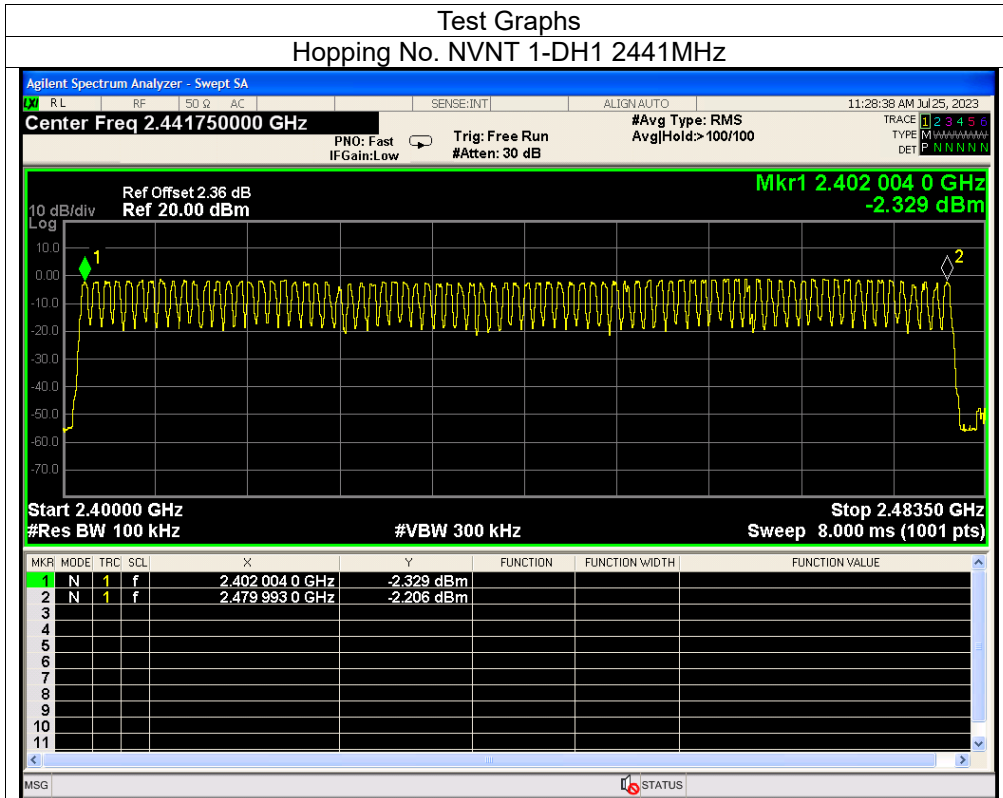 Test Graphs
Hopping No. NVNT 1-DH1 2441MHz
Agilent Spectrum Analyzer - Swept SA
LXI RL RF 50 Ω AC SENSE:INT ALIGN AUTO 11:28:38 AM Jul 25, 2023
Center Freq 2.441750000 GHz #Avg Type: RMS TRACE 1 2 3 4 5 6
PNO: Fast Trig: Free Run Avg|Hold:>100/100 TYPE M
IFGain:Low #Atten: 30 dB DET P N N N N N
Mkr1 2.402 004 0 GHz
Ref Offset 2.36 dB
10 dB/div Ref 20.00 dBm -2.329 dBm
Log
10.0
1
2
0.00
-10.0
-20.0
-30.0
-40.0
-50.0
-60.0
-70.0
Start 2.40000 GHz Stop 2.48350 GHz
#Res BW 100 kHz #VBW 300 kHz Sweep 8.000 ms (1001 pts)
MKR MODE TRC SCL X Y FUNCTION FUNCTION WIDTH FUNCTION VALUE
1 N 1 f 2.402 004 0 GHz -2.329 dBm
2 N 1 f 2.479 993 0 GHz -2.206 dBm
3
4
5
6
7
8
9
10
11
MSG STATUS